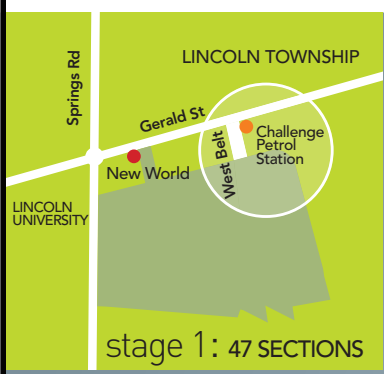 LINCOLN TOWNSHIP
Springs Rd
Gerald St
West Belt
Challenge
Petrol
Station
New World
LINCOLN
UNIVERSITY
stage 1: 47 SECTIONS